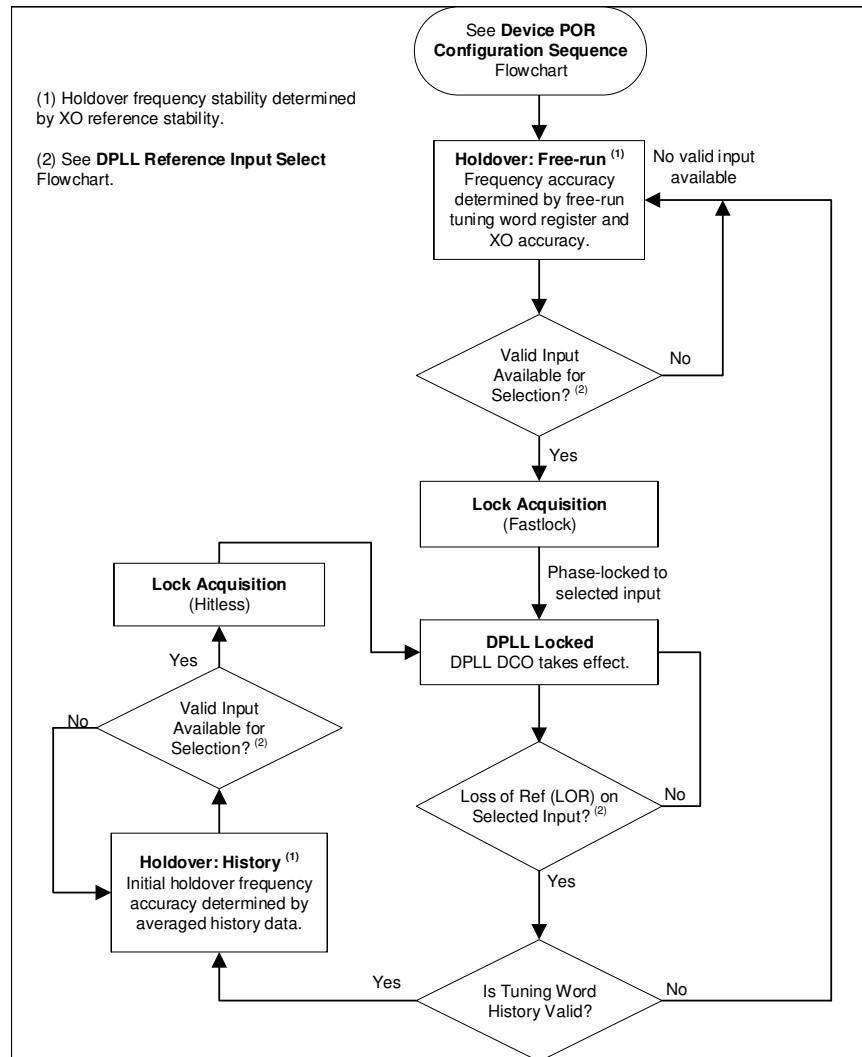 See Device POR
Configuration Sequence
Flowchart
(1) Holdover frequency stability determined
by XO reference stability.
(2) See DPLL Reference Input Select
Flowchart.
Holdover: Free-run (1)
Frequency accuracy
determined by free-run
tuning word register and
XO accuracy.
No valid input
available
Valid Input
Available for
Selection? (2)
No
Yes
Lock Acquisition
(Fastlock)
Phase-locked to
selected input
Lock Acquisition
(Hitless)
DPLL Locked
DPLL DCO takes effect.
Yes
No
Valid Input
Available for
Selection? (2)
Loss of Ref (LOR) on
Selected Input? (2)
No
Holdover: History (1)
Initial holdover frequency
accuracy determined by
averaged history data.
Yes
Yes
Is Tuning Word
History Valid?
No